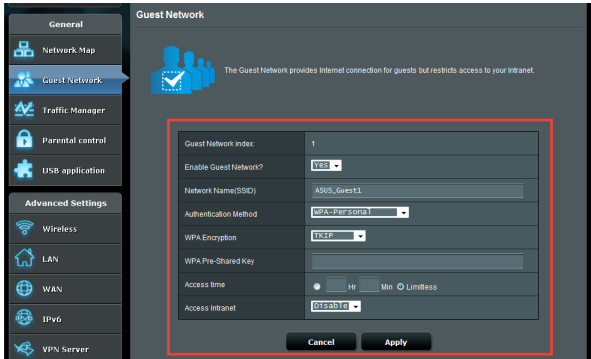 General
Network Map
Guest Network
Traffic Manager
Parental control
USB application
Advanced Settings
Wireless
LAN
WAN
IPv6
VPN Server
Guest Network
The Guest Network provides Internet connection for guests but restricts access to your Intranet.
Guest Network index: 1
Enable Guest Network? Yes
Network Name(SSID) ASUS_Guest1
Authentication Method WPA-Personal
WPA Encryption TKIP
WPA Pre-Shared Key
Access time Hr Min Limitless
Access Intranet Disable
Cancel Apply